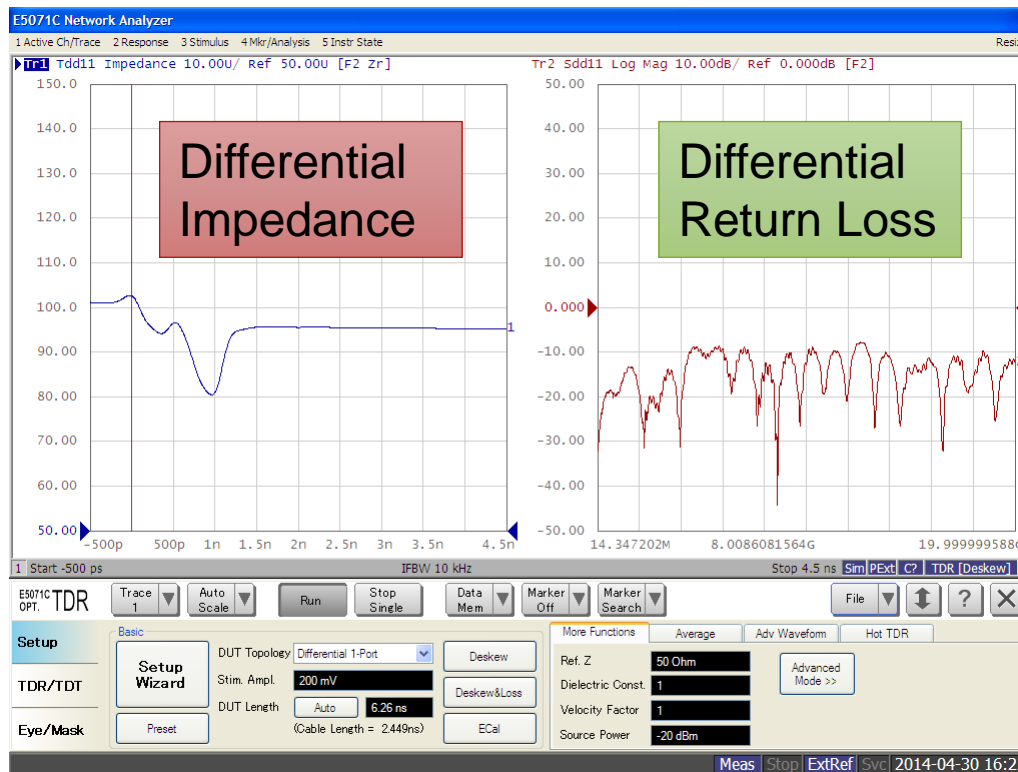 E5071C Network Analyzer
1 Active Ch/Trace 2 Response 3 Stimulus 4 Mkr/Analysis 5 Instr State
Tr1 Tdd11 Impedance 10.00U/ Ref 50.00U [F2 Zr]
150.0
140.0
130.0
120.0
110.0
100.0
90.00
80.00
70.00
60.00
50.00
-500p 500p 1n 1.5n 2n 2.5n 3n 3.5n 4.5n
1
Differential
Impedance
Tr2 Sdd11 Log Mag 10.00dB/ Ref 0.000dB [F2]
50.00
40.00
30.00
20.00
10.00
0.000
-10.00
-20.00
-30.00
-40.00
-50.00
14.347202M 8.0086081564G 19.999999588G
Differential
Return Loss
1 Start -500 ps IFBW 10 kHz Stop 4.5 ns Sim PExt C? TDR [Deskew]
E5071C OPT. TDR
Trace 1
Auto Scale
Run
Stop Single
Data Mem
Marker Off
Marker Search
File
?
Setup
TDR/TDT
Eye/Mask
Basic
Setup Wizard
Preset
DUT Topology Differential 1-Port
Stim. Ampl. 200 mV
DUT Length Auto 6.26 ns
(Cable Length = 2.449ns)
Deskew
Deskew&Loss
ECal
More Functions Average Adv Waveform Hot TDR
Ref. Z 50 Ohm
Dielectric Const. 1
Velocity Factor 1
Source Power -20 dBm
Advanced Mode >>
Meas Stop ExtRef Svc 2014-04-30 16:2